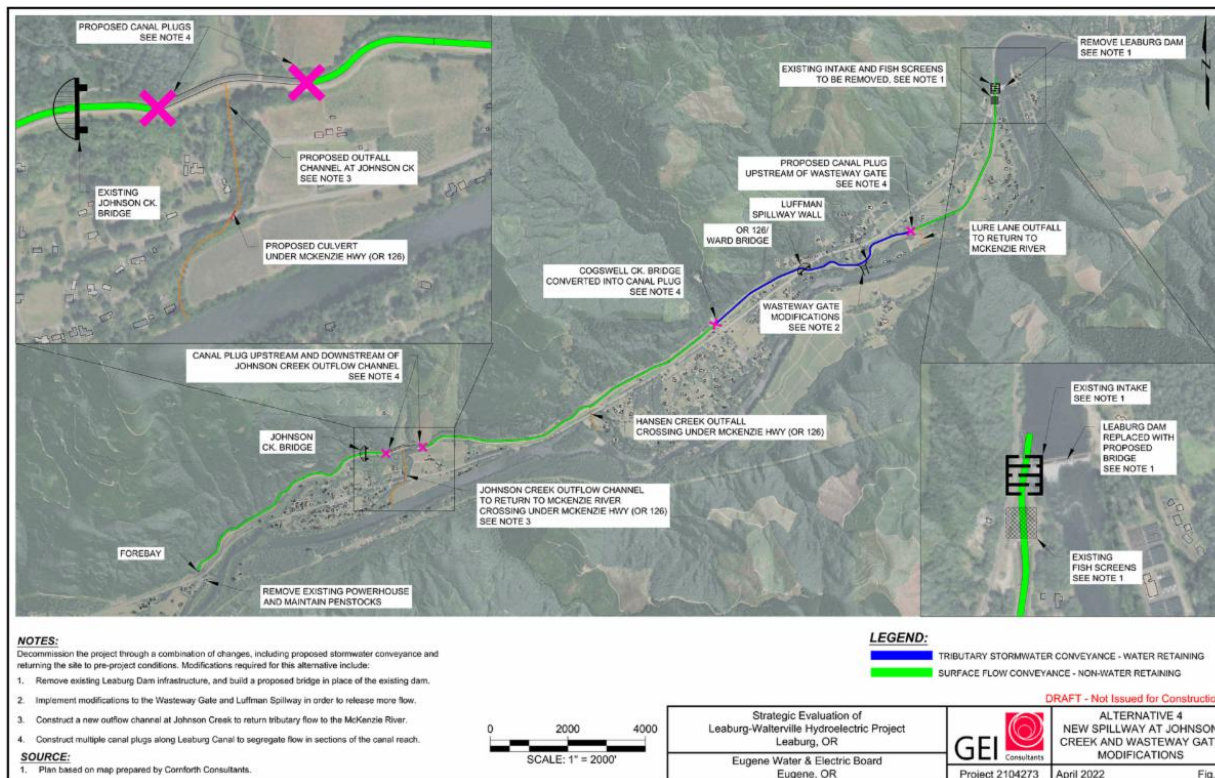 PROPOSED CANAL PLUGS
SEE NOTE 4
EXISTING
JOHNSON CK.
BRIDGE
PROPOSED OUTFALL
CHANNEL AT JOHNSON CK
SEE NOTE 3
PROPOSED CULVERT
UNDER MCKENZIE HWY (OR 126)
REMOVE LEABURG DAM
SEE NOTE 1
EXISTING INTAKE AND FISH SCREENS
TO BE REMOVED, SEE NOTE 1
PROPOSED CANAL PLUG
UPSTREAM OF WASTEWAY GATE
SEE NOTE 4
LUFFMAN
SPILLWAY WALL
OR 126/
WARD BRIDGE
LURE LANE OUTFALL
TO RETURN TO
MCKENZIE RIVER
COGSWELL CK. BRIDGE
CONVERTED INTO CANAL PLUG
SEE NOTE 4
WASTEWAY GATE
MODIFICATIONS
SEE NOTE 2
CANAL PLUG UPSTREAM AND DOWNSTREAM OF
JOHNSON CREEK OUTFLOW CHANNEL
SEE NOTE 4
JOHNSON
CK. BRIDGE
HANSEN CREEK OUTFALL
CROSSING UNDER MCKENZIE HWY (OR 126)
JOHNSON CREEK OUTFLOW CHANNEL
TO RETURN TO MCKENZIE RIVER
CROSSING UNDER MCKENZIE HWY (OR 126)
SEE NOTE 3
FOREBAY
REMOVE EXISTING POWERHOUSE
AND MAINTAIN PENSTOCKS
EXISTING INTAKE
SEE NOTE 1
LEABURG DAM
REPLACED WITH
PROPOSED
BRIDGE
SEE NOTE 1
EXISTING
FISH SCREENS
SEE NOTE 1
NOTES:
Decommission the project through a combination of changes, including proposed stormwater conveyance and
returning the site to pre-project conditions. Modifications required for this alternative include:
1. Remove existing Leaburg Dam infrastructure, and build a proposed bridge in place of the existing dam.
2. Implement modifications to the Wasteway Gate and Luffman Spillway in order to release more flow.
3. Construct a new outflow channel at Johnson Creek to return tributary flow to the McKenzie River.
4. Construct multiple canal plugs along Leaburg Canal to segregate flow in sections of the canal reach.
SOURCE:
1. Plan based on map prepared by Cornforth Consultants.
0 2000 4000
SCALE: 1" = 2000'
LEGEND:
TRIBUTARY STORMWATER CONVEYANCE - WATER RETAINING
SURFACE FLOW CONVEYANCE - NON-WATER RETAINING
DRAFT - Not Issued for Constructio
Strategic Evaluation of
Leaburg-Walterville Hydroelectric Project
Leaburg, OR
Eugene Water & Electric Board
Eugene, OR
GEI Consultants
Project 2104273
ALTERNATIVE 4
NEW SPILLWAY AT JOHNSON
CREEK AND WASTEWAY GAT
MODIFICATIONS
April 2022
Fig